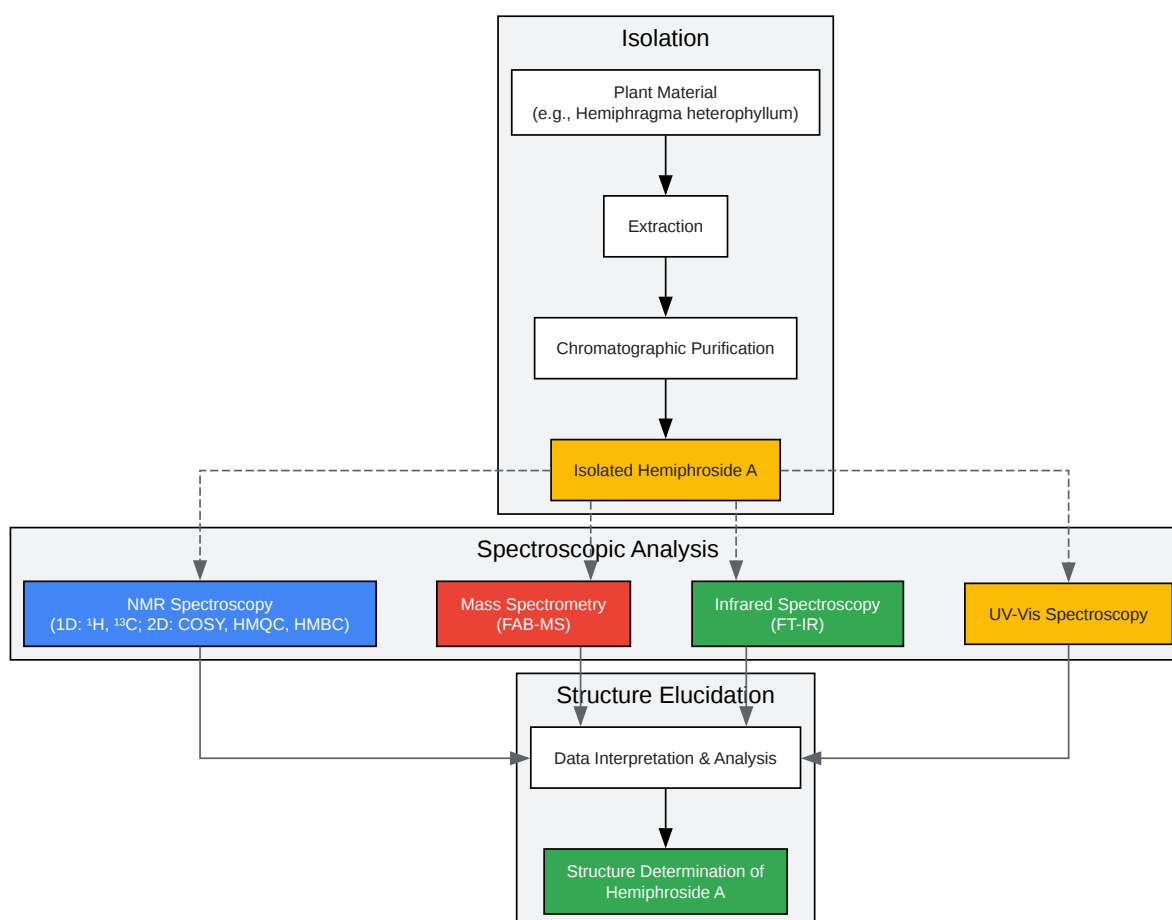 Isolation
Plant Material
(e.g., Hemiphragma heterophyllum)
Extraction
Chromatographic Purification
Isolated Hemiphroside A
Spectroscopic Analysis
NMR Spectroscopy
(1D: ¹H, ¹³C; 2D: COSY, HMQC, HMBC)
Mass Spectrometry
(FAB-MS)
Infrared Spectroscopy
(FT-IR)
UV-Vis Spectroscopy
Structure Elucidation
Data Interpretation & Analysis
Structure Determination of
Hemiphroside A